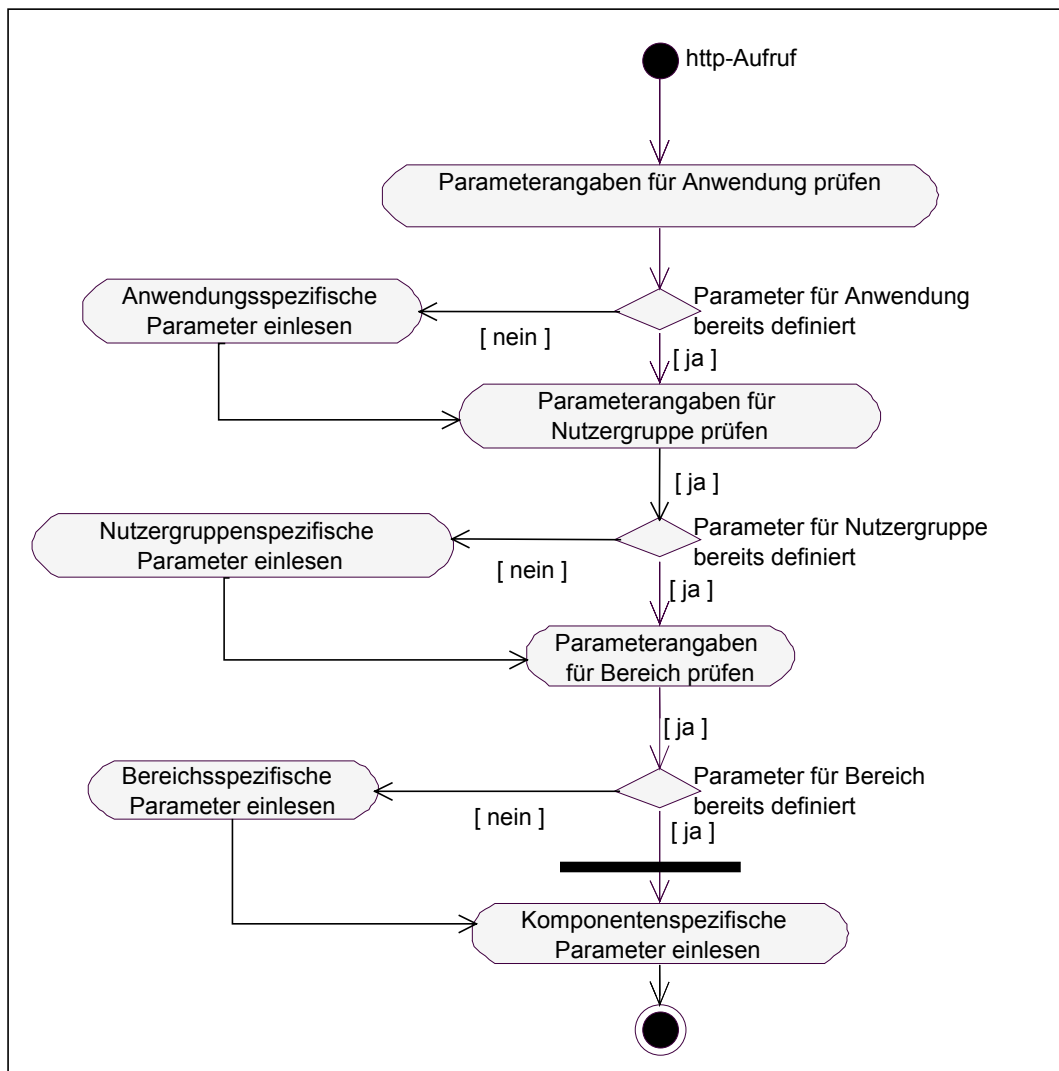 http-Aufruf
Parameterangaben für Anwendung prüfen
Anwendungsspezifische
Parameter einlesen
Parameter für Anwendung
bereits definiert
[ nein ]
[ ja ]
Parameterangaben für
Nutzergruppe prüfen
[ ja ]
Nutzergruppenspezifische
Parameter einlesen
Parameter für Nutzergruppe
bereits definiert
[ nein ]
[ ja ]
Parameterangaben
für Bereich prüfen
[ ja ]
Bereichsspezifische
Parameter einlesen
Parameter für Bereich
bereits definiert
[ nein ]
[ ja ]
Komponentenspezifische
Parameter einlesen